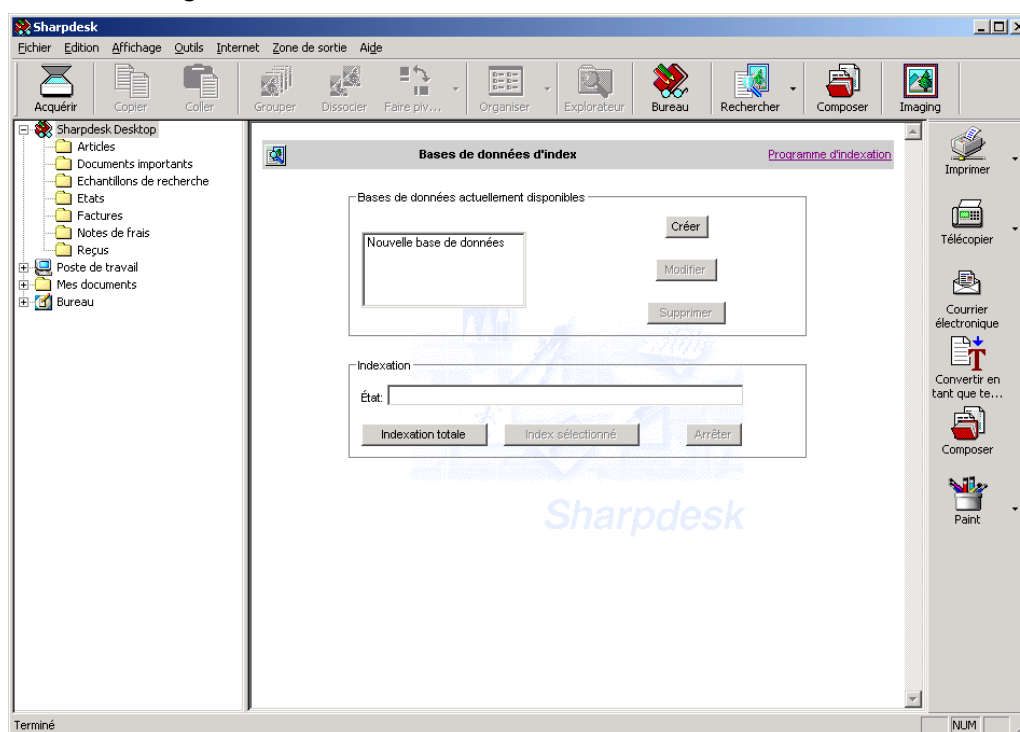 Sharpdesk
Fichier Edition Affichage Outils Internet Zone de sortie Aide
Acquérir Copier Coller Grouper Dissocier Faire piv... Organiser Explorateur Bureau Rechercher Composer Imaging
Sharpdesk Desktop
Articles
Documents importants
Echantillons de recherche
Etats
Factures
Notes de frais
Reçus
Poste de travail
Mes documents
Bureau
Bases de données d'index Programme d'indexation
Bases de données actuellement disponibles
Nouvelle base de données
Créer
Modifier
Supprimer
Indexation
État:
Indexation totale Index sélectionné Arrêter
Sharpdesk
Imprimer
Télécopier
Courrier
électronique
Convertir en
tant que te...
Composer
Paint
Terminé NUM